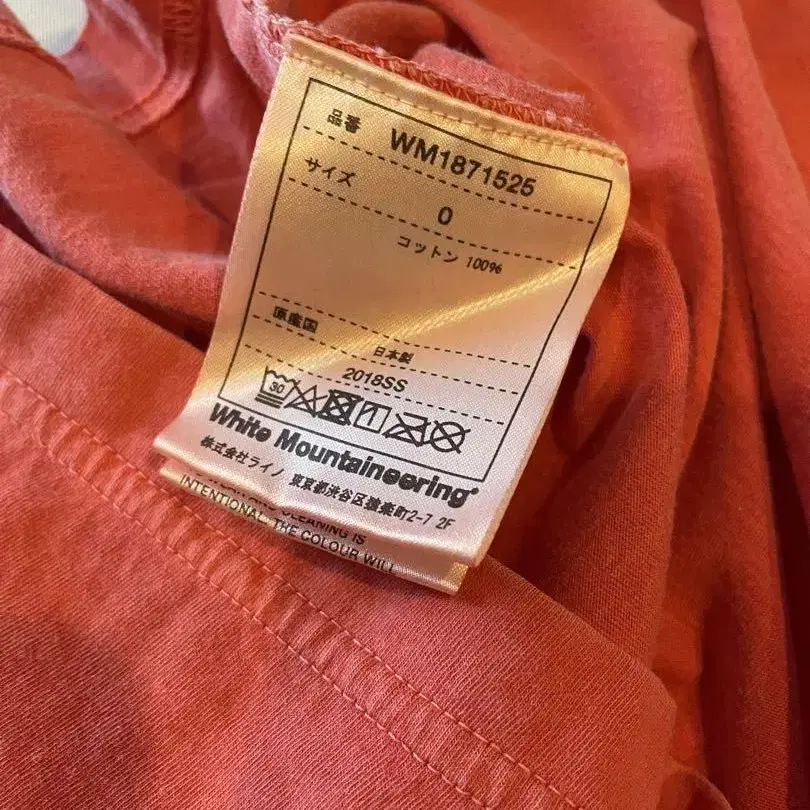 品番 WM1871525
サイズ 0
コットン 100%
原産国 日本製
2018SS
30
White Mountaineering®
株式会社ライノ 東京都渋谷区猿楽町2-7 2F
CLEANING IS
INTENTIONAL. THE COLOUR WILL